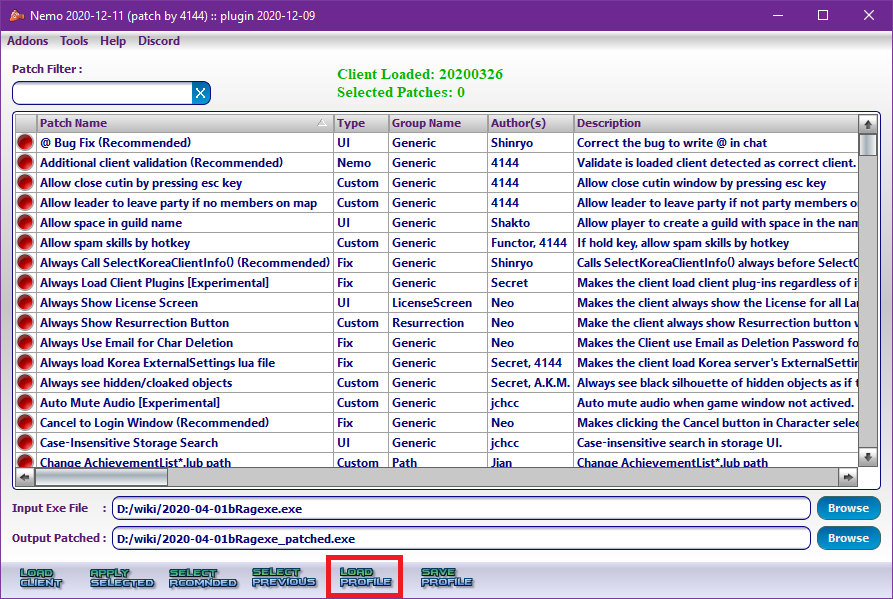 Nemo 2020-12-11 (patch by 4144) :: plugin 2020-12-09
Addons Tools Help Discord
Patch Filter :
Client Loaded: 20200326
Selected Patches: 0
Patch Name Type Group Name Author(s) Description
@ Bug Fix (Recommended) UI Generic Shinryo Correct the bug to write @ in chat
Additional client validation (Recommended) Nemo Generic 4144 Validate is loaded client detected as correct client.
Allow close cutin by pressing esc key Custom Generic 4144 Allow close cutin window by pressing esc key
Allow leader to leave party if no members on map Custom Generic 4144 Allow leader to leave party if not party members o
Allow space in guild name UI Generic Shakto Allow player to create a guild with space in the nam
Allow spam skills by hotkey Custom Generic Functor, 4144 If hold key, allow spam skills by hotkey
Always Call SelectKoreaClientInfo() (Recommended) Fix Generic Shinryo Calls SelectKoreaClientInfo() always before SelectC
Always Load Client Plugins [Experimental] Fix Generic Secret Makes the client load client plug-ins regardless of i
Always Show License Screen UI LicenseScreen Neo Makes the client always show the License for all La
Always Show Resurrection Button Custom Resurrection Neo Make the client always show Resurrection button
Always Use Email for Char Deletion Fix Generic Neo Makes the Client use Email as Deletion Password fo
Always load Korea ExternalSettings lua file Fix Generic Secret, 4144 Makes the client load Korea server's ExternalSettin
Always see hidden/cloaked objects Custom Generic Secret, A.K.M. Always see black silhouette of hidden objects as if t
Auto Mute Audio [Experimental] Custom Generic jchcc Auto mute audio when game window not actived.
Cancel to Login Window (Recommended) Fix Generic Neo Makes clicking the Cancel button in Character selec
Case-Insensitive Storage Search UI Generic jchcc Case-insensitive search in storage UI.
Change AchievementList*.lub path Custom Path Jian Change AchievementList*.lub path
Input Exe File : D:/wiki/2020-04-01bRagexe.exe Browse
Output Patched : D:/wiki/2020-04-01bRagexe_patched.exe Browse
LOAD CLIENT APPLY SELECTED SELECT RCOMNDED SELECT PREVIOUS LOAD PROFILE SAVE PROFILE